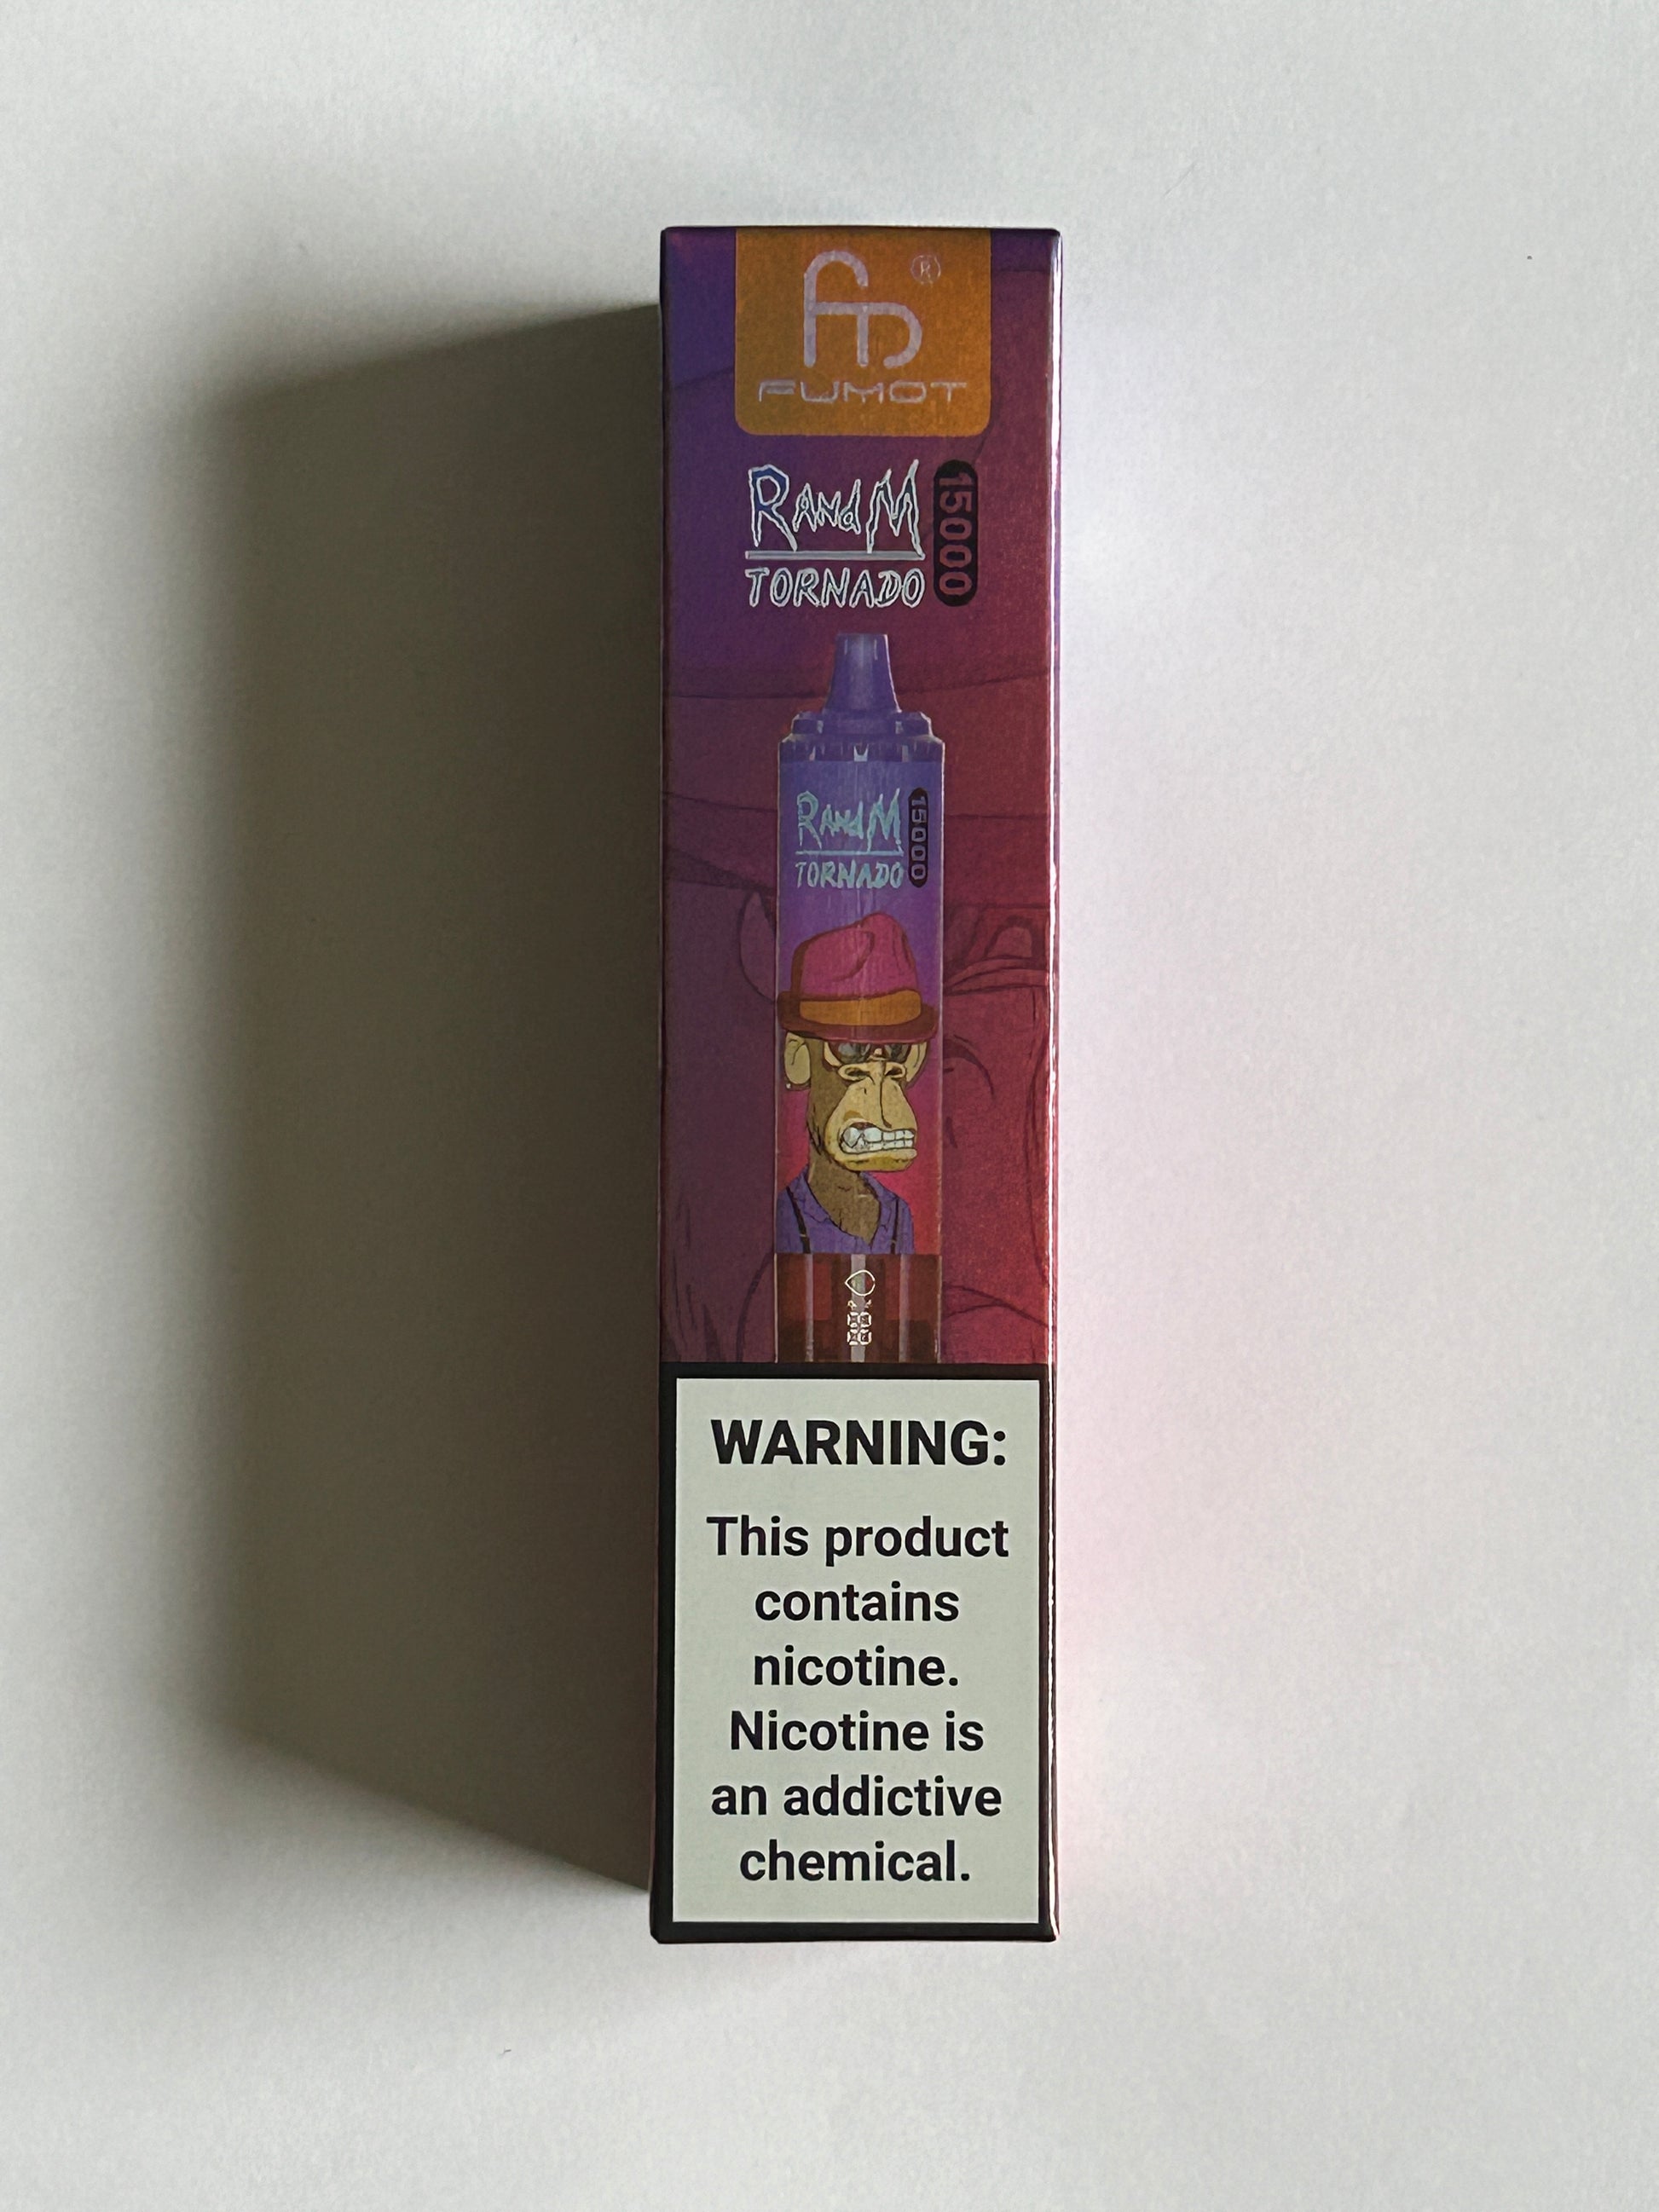 ®
FUMOT
RandM
TORNADO
15000
RandM
TORNADO
15000
WARNING:
This product
contains
nicotine.
Nicotine is
an addictive
chemical.